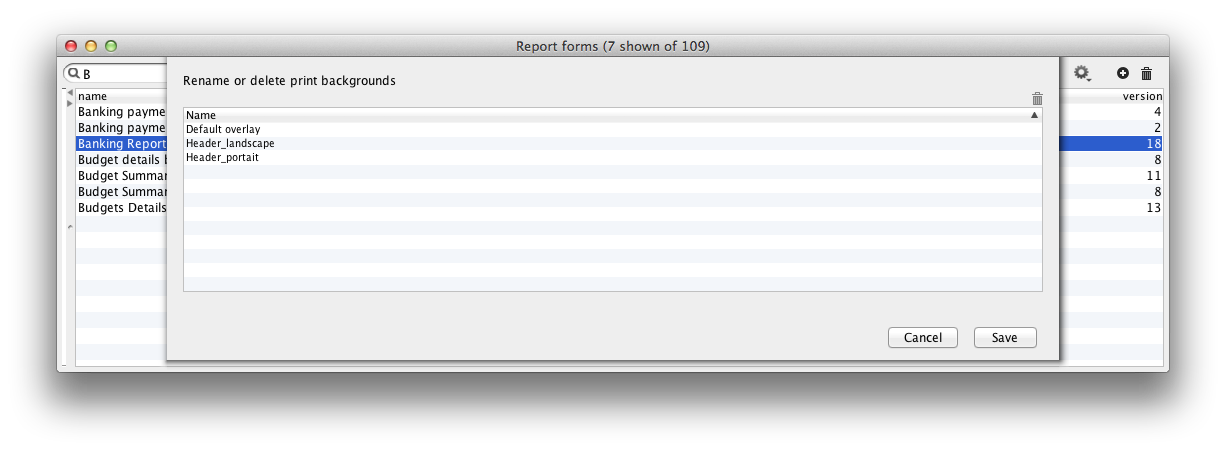 Report forms (7 shown of 109)
B
Rename or delete print backgrounds
name
version
Name
Banking payme
4
Default overlay
Banking payme
2
Header_landscape
Banking Report
18
Header_portait
Budget details
8
Budget Summar
11
Budget Summar
8
Budgets Details
13
Cancel
Save